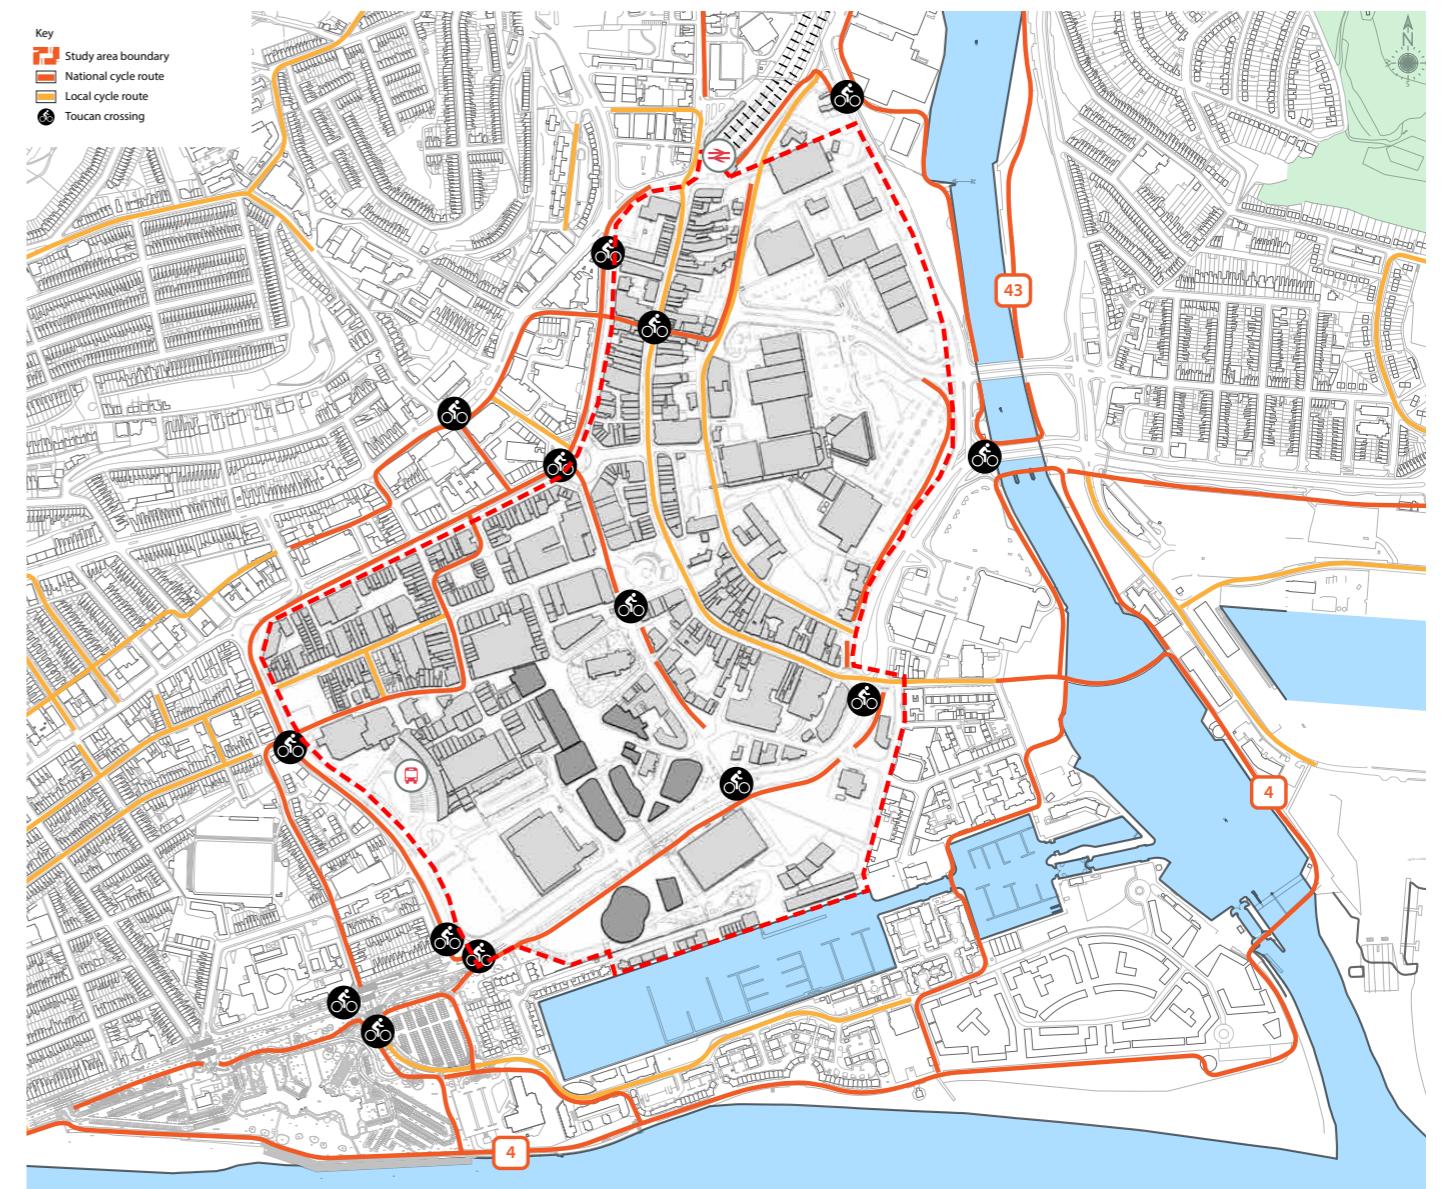 Key
Study area boundary
National cycle route
Local cycle route
Toucan crossing
N
S
43
4
4